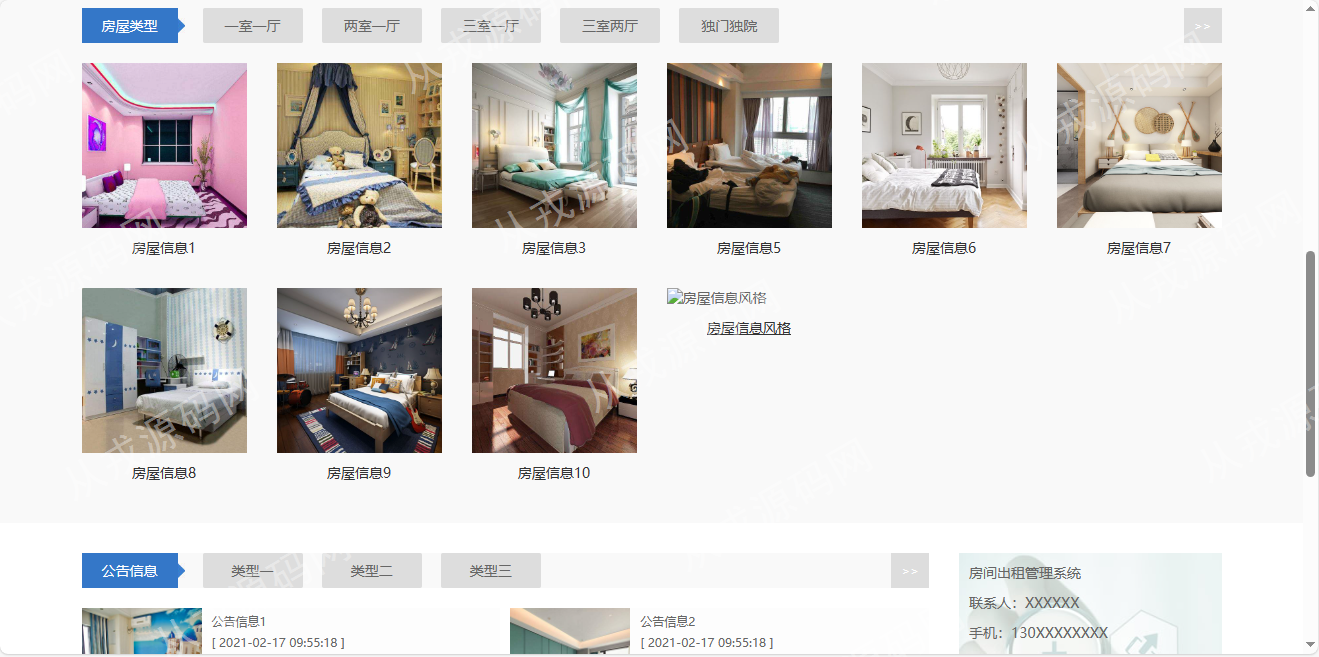 房屋类型 一室一厅 两室一厅 三室一厅 三室两厅 独门独院 >>
房屋信息1 房屋信息2 房屋信息3 房屋信息5 房屋信息6 房屋信息7
房屋信息风格
房屋信息风格
房屋信息8 房屋信息9 房屋信息10
公告信息 类型一 类型二 类型三 >>
公告信息1
[ 2021-02-17 09:55:18 ]
公告信息2
[ 2021-02-17 09:55:18 ]
房间出租管理系统
联系人：XXXXXX
手机：130XXXXXXXX
从戎源码网